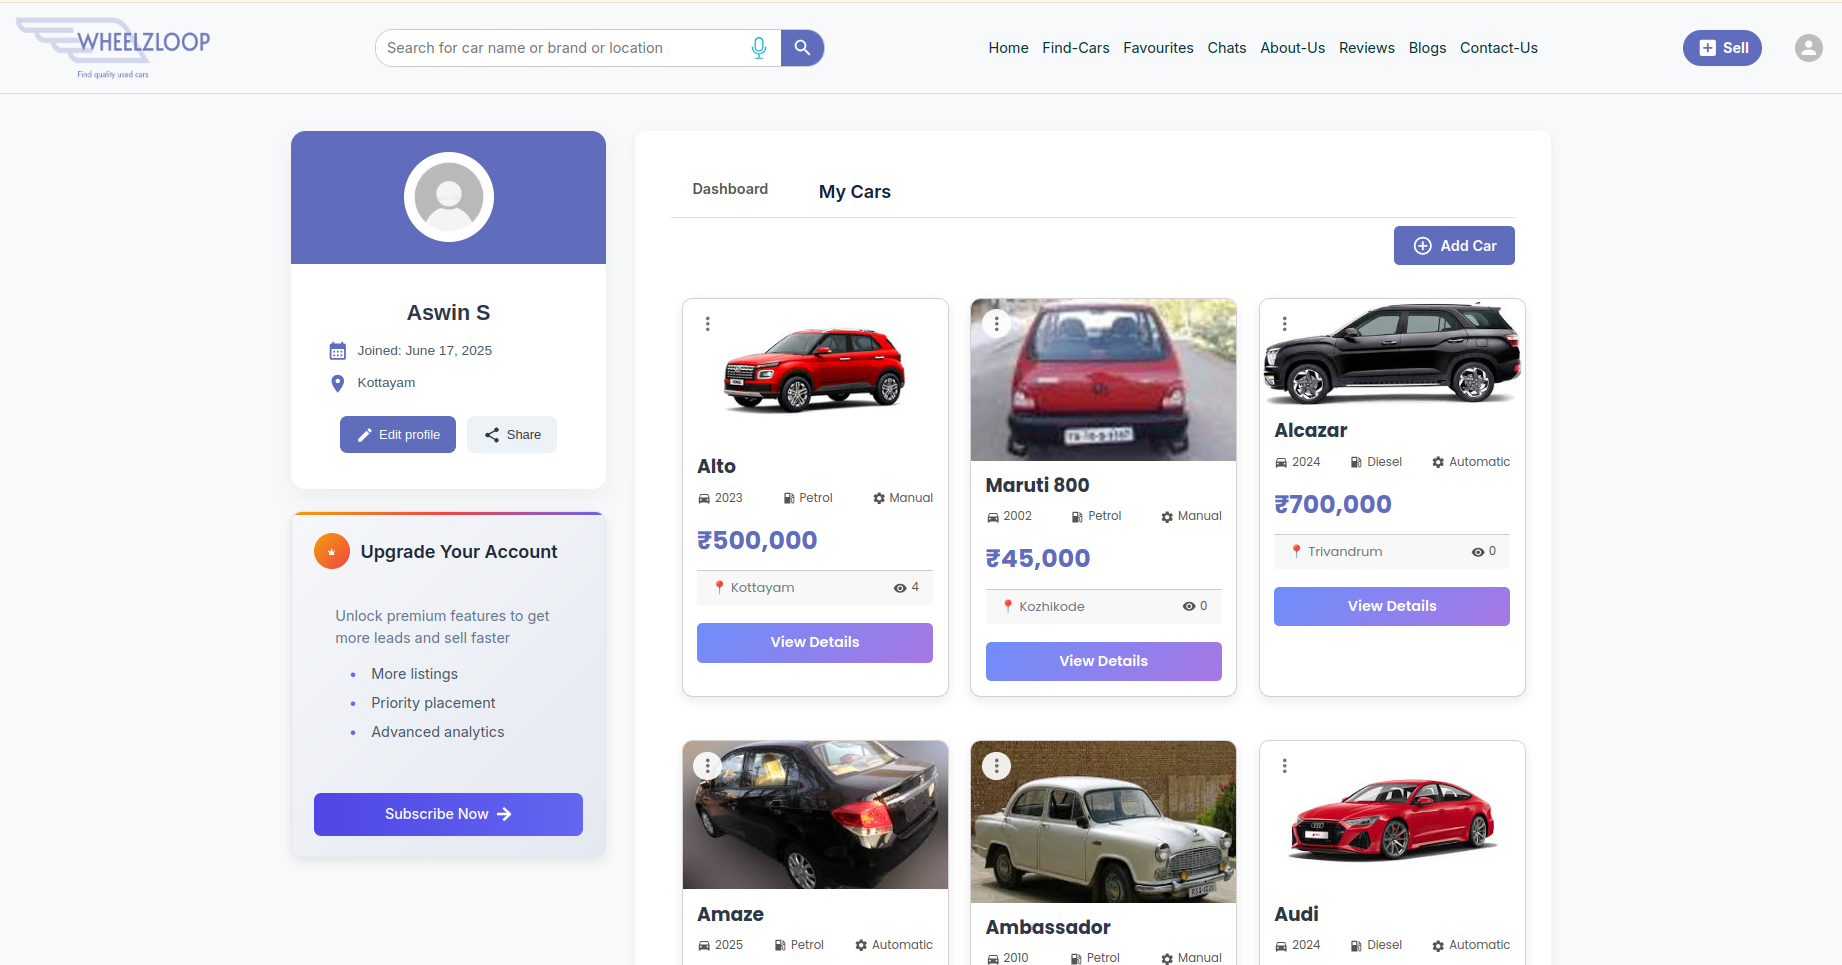 WHEELZLOOP
Find quality used cars
Search for car name or brand or location
Home Find-Cars Favourites Chats About-Us Reviews Blogs Contact-Us
Sell
Aswin S
Joined: June 17, 2025
Kottayam
Edit profile
Share
Upgrade Your Account
Unlock premium features to get
more leads and sell faster
• More listings
• Priority placement
• Advanced analytics
Subscribe Now
Dashboard
My Cars
Add Car
Alto
2023 Petrol Manual
₹500,000
Kottayam 4
View Details
Maruti 800
2002 Petrol Manual
₹45,000
Kozhikode 0
View Details
Alcazar
2024 Diesel Automatic
₹700,000
Trivandrum 0
View Details
Amaze
2025 Petrol Automatic
Ambassador
2010 Petrol Manual
Audi
2024 Diesel Automatic